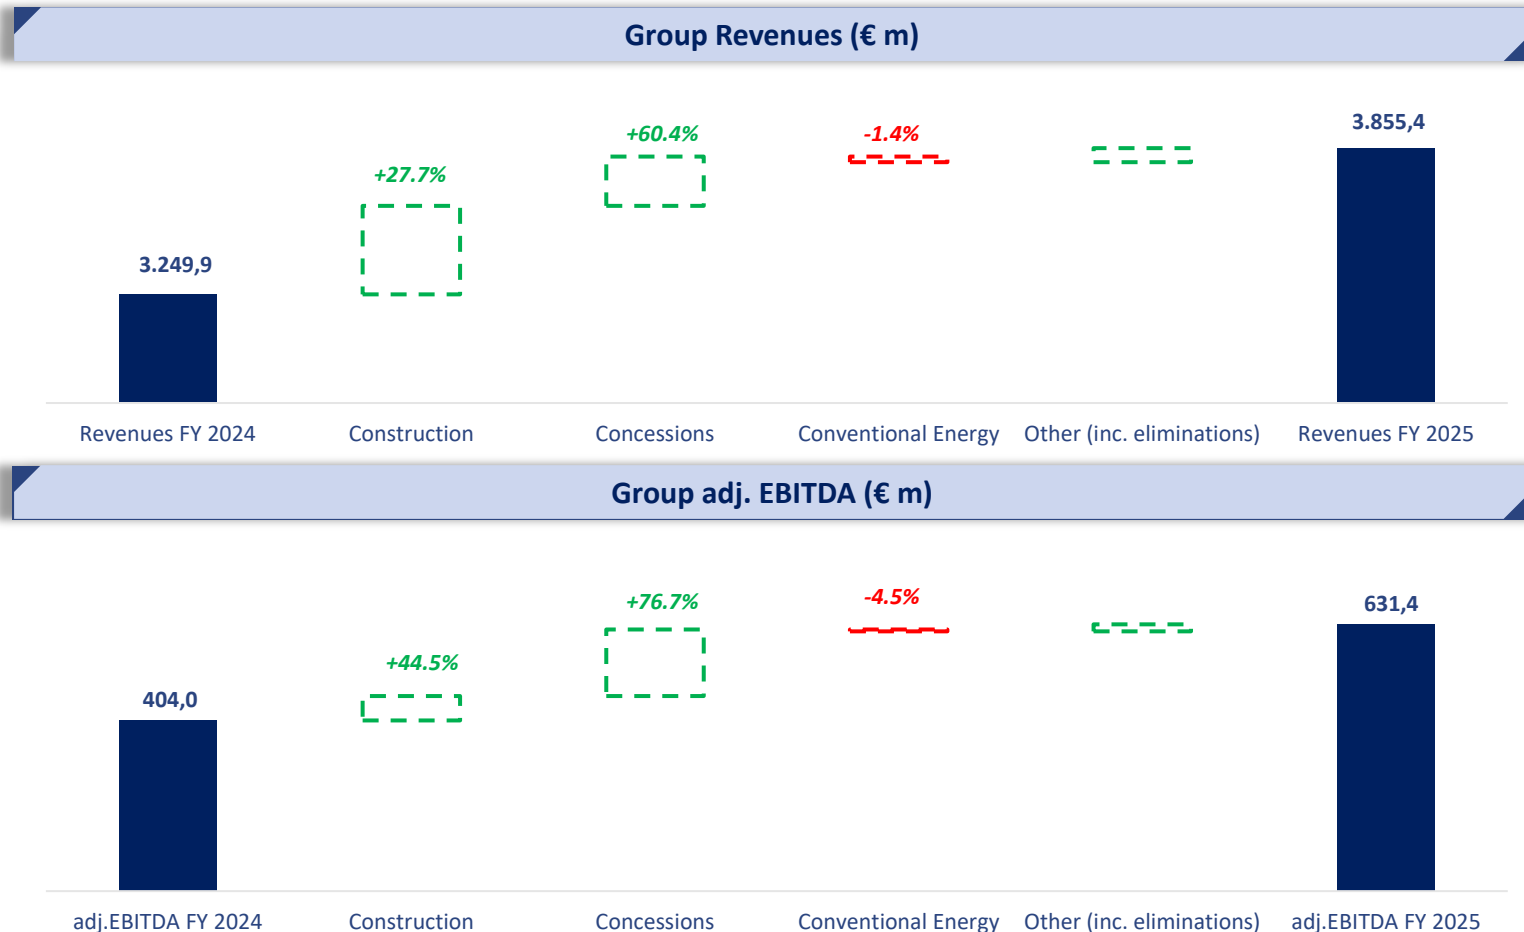 Group Revenues (€ m)
+60.4%
-1.4%
3.855,4
+27.7%
3.249,9
Revenues FY 2024
Construction
Concessions
Conventional Energy
Other (inc. eliminations)
Revenues FY 2025
Group adj. EBITDA (€ m)
+76.7%
-4.5%
631,4
+44.5%
404,0
adj.EBITDA FY 2024
Construction
Concessions
Conventional Energy
Other (inc. eliminations)
adj.EBITDA FY 2025